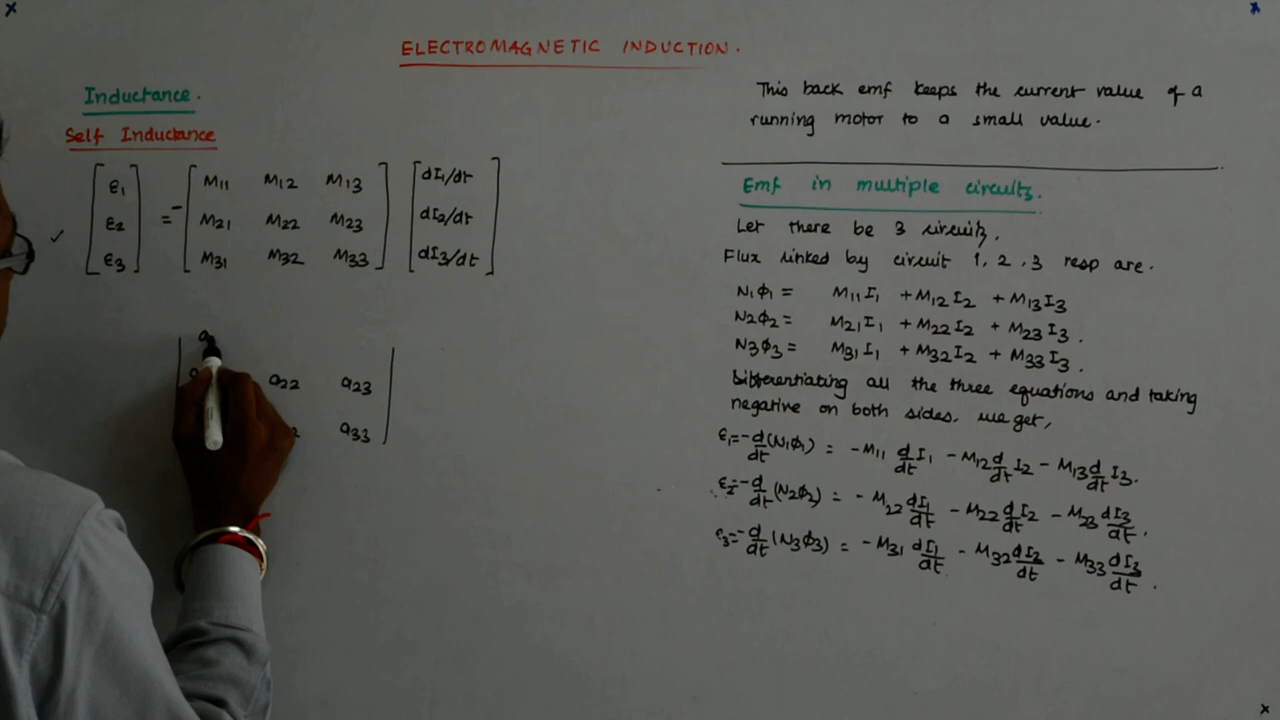 ELECTROMAGNETIC INDUCTION.
Inductance.
Self Inductance
✓ [ε1 ε2 ε3] = - [M11 M12 M13
M21 M22 M23
M31 M32 M33] [dI1/dt dI2/dt dI3/dt]
a22 a23
a33
This back emf keeps the current value of a
running motor to a small value.
Emf in multiple circuits.
Let there be 3 circuits.
Flux linked by circuit 1, 2, 3 resp are.
N1Φ1 = M11I1 + M12I2 + M13I3
N2Φ2 = M21I1 + M22I2 + M23I3.
N3Φ3 = M31I1 + M32I2 + M33I3.
Differentiating all the three equations and taking
negative on both sides, we get,
ε1 = -d/dt (N1Φ1) = -M11 d/dt I1 - M12 d/dt I2 - M13 d/dt I3.
ε2 = -d/dt (N2Φ2) = -M22 dI1/dt - M22 d/dt I2 - M23 dI3/dt.
ε3 = -d/dt (N3Φ3) = -M31 dI1/dt - M32 dI2/dt - M33 dI3/dt.